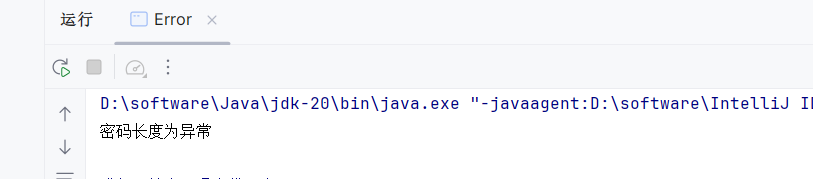 运行 Error
D:\software\Java\jdk-20\bin\java.exe "-javaagent:D:\software\IntelliJ
密码长度为异常